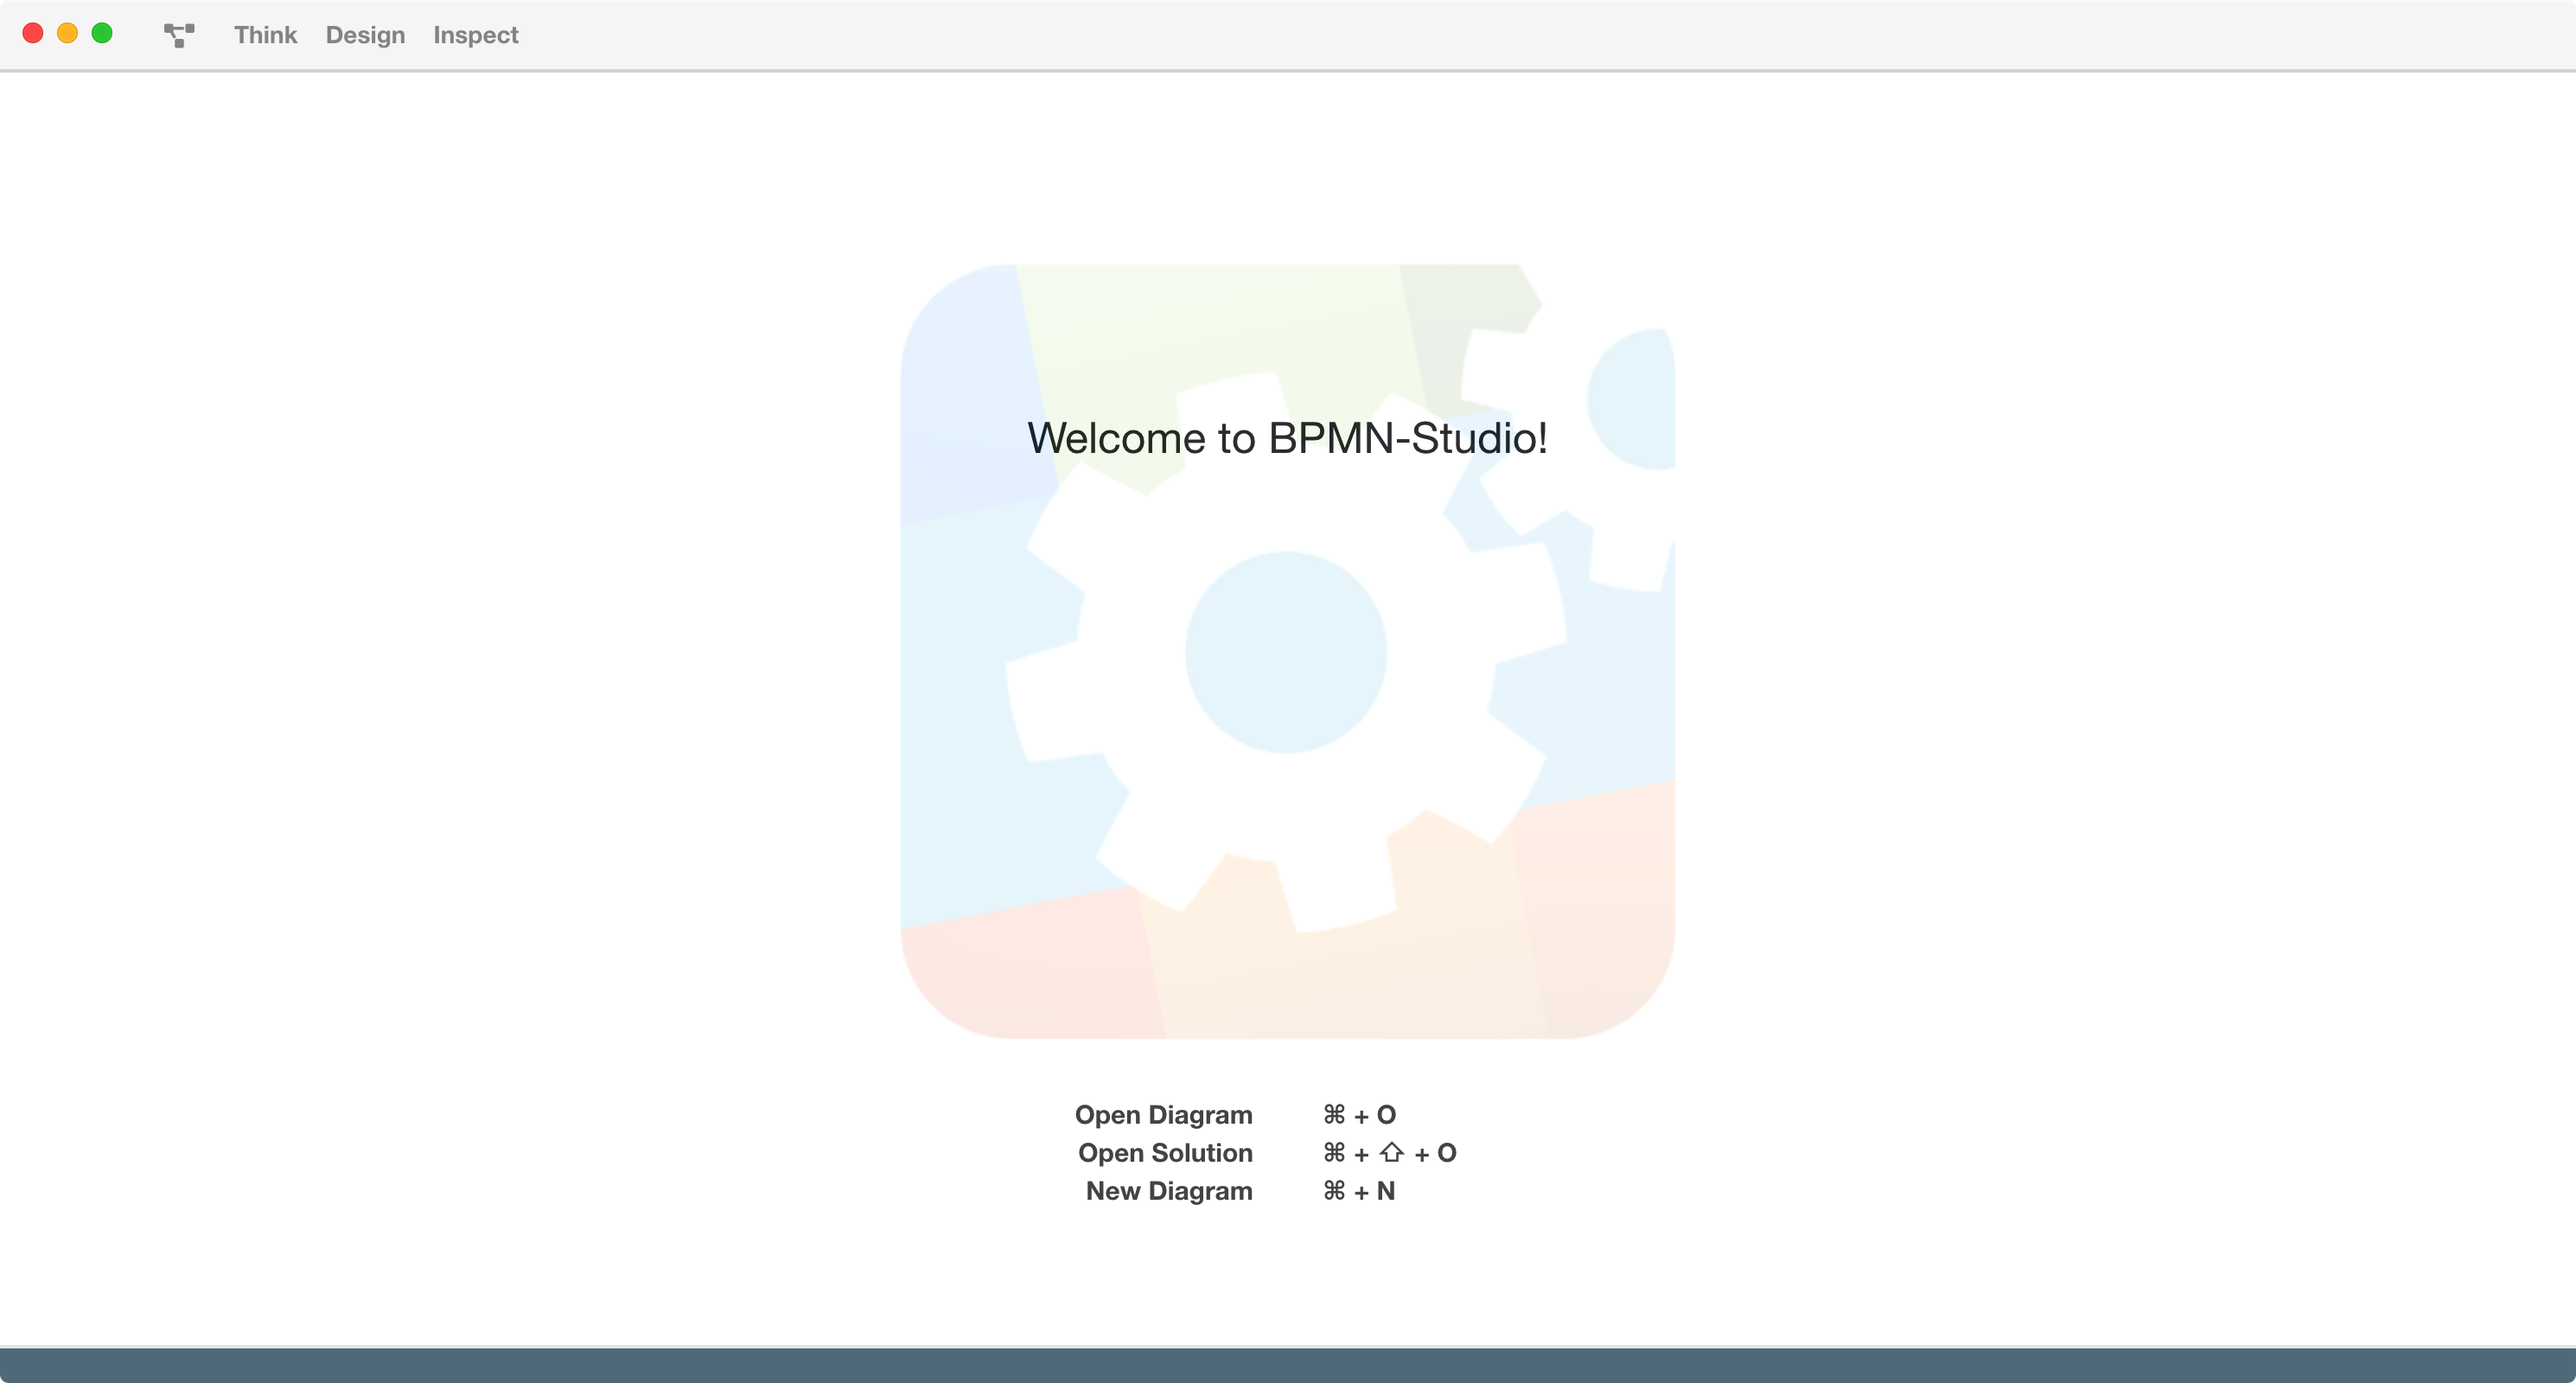 Think Design Inspect
Welcome to BPMN-Studio!
Open Diagram ⌘ + O
Open Solution ⌘ + ⇧ + O
New Diagram ⌘ + N